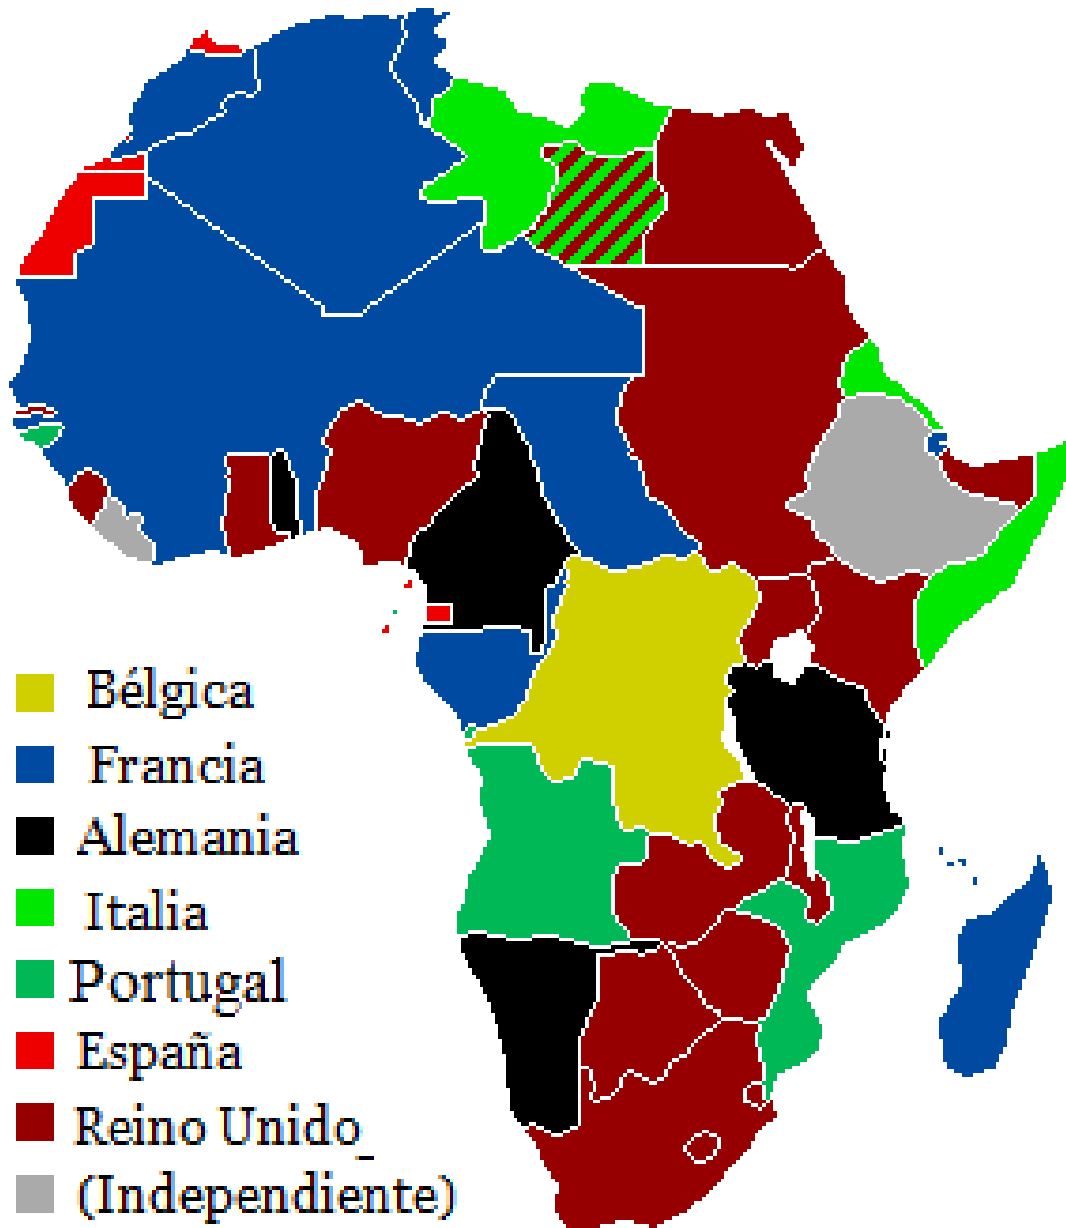 Bélgica
Francia
Alemania
Italia
Portugal
España
Reino Unido
(Independiente)